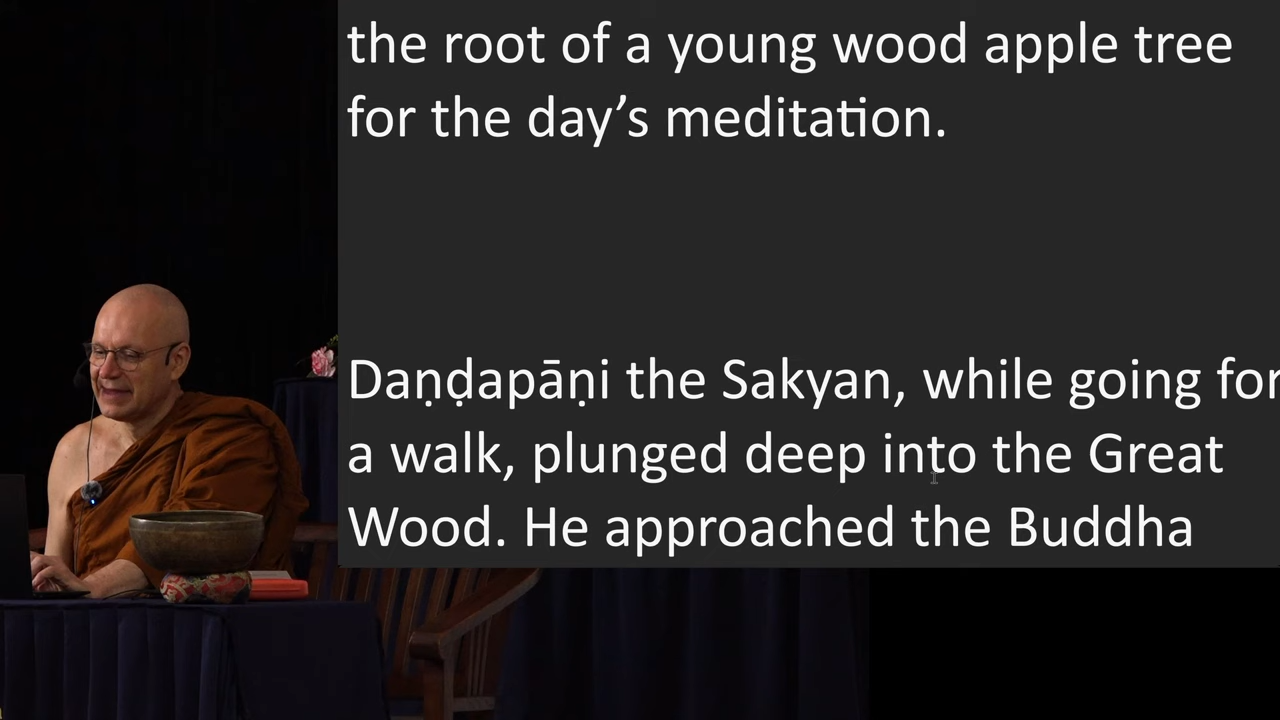 the root of a young wood apple tree
for the day’s meditation.
Daṇḍapāṇi the Sakyan, while going for
a walk, plunged deep into the Great
Wood. He approached the Buddha